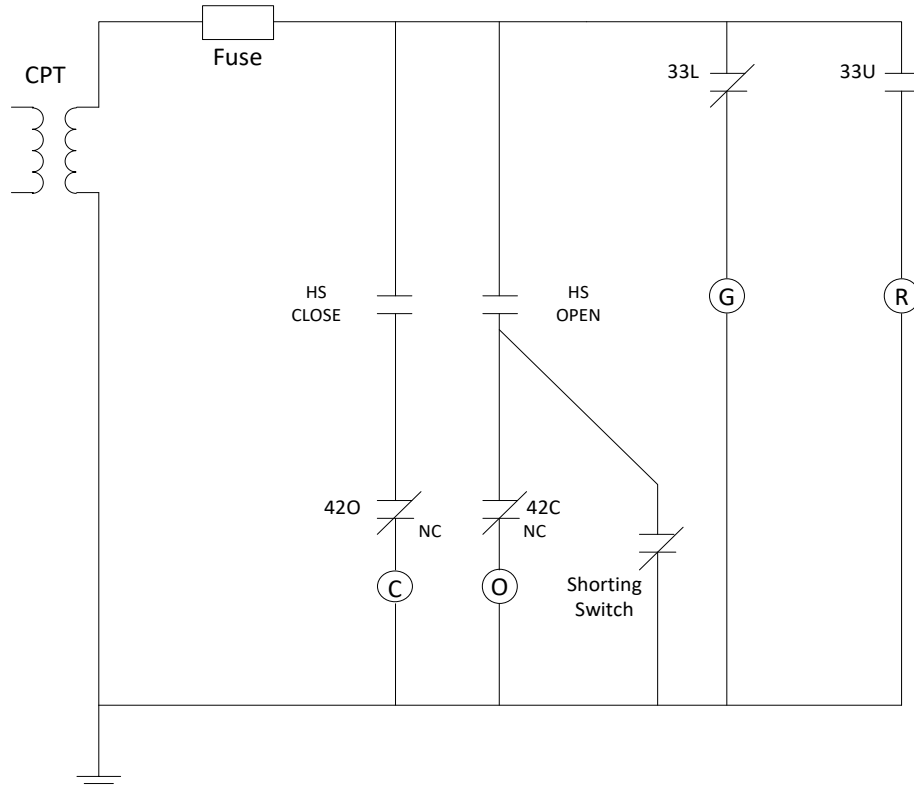 Fuse
CPT
33L
33U
HS
CLOSE
HS
OPEN
G
R
42O
NC
42C
NC
C
O
Shorting
Switch